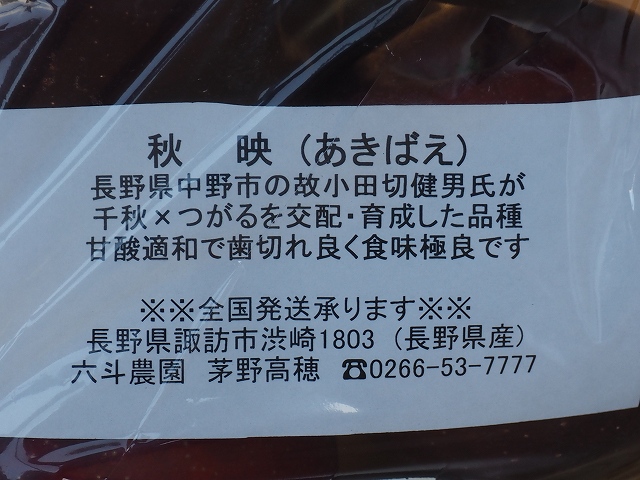 秋　映（あきばえ）
長野県中野市の故小田切健男氏が
千秋×つがるを交配・育成した品種
甘酸適和で歯切れ良く食味極良です
※※全国発送承ります※※
長野県諏訪市渋崎1803（長野県産）
六斗農園　茅野高穂　☎0266-53-7777